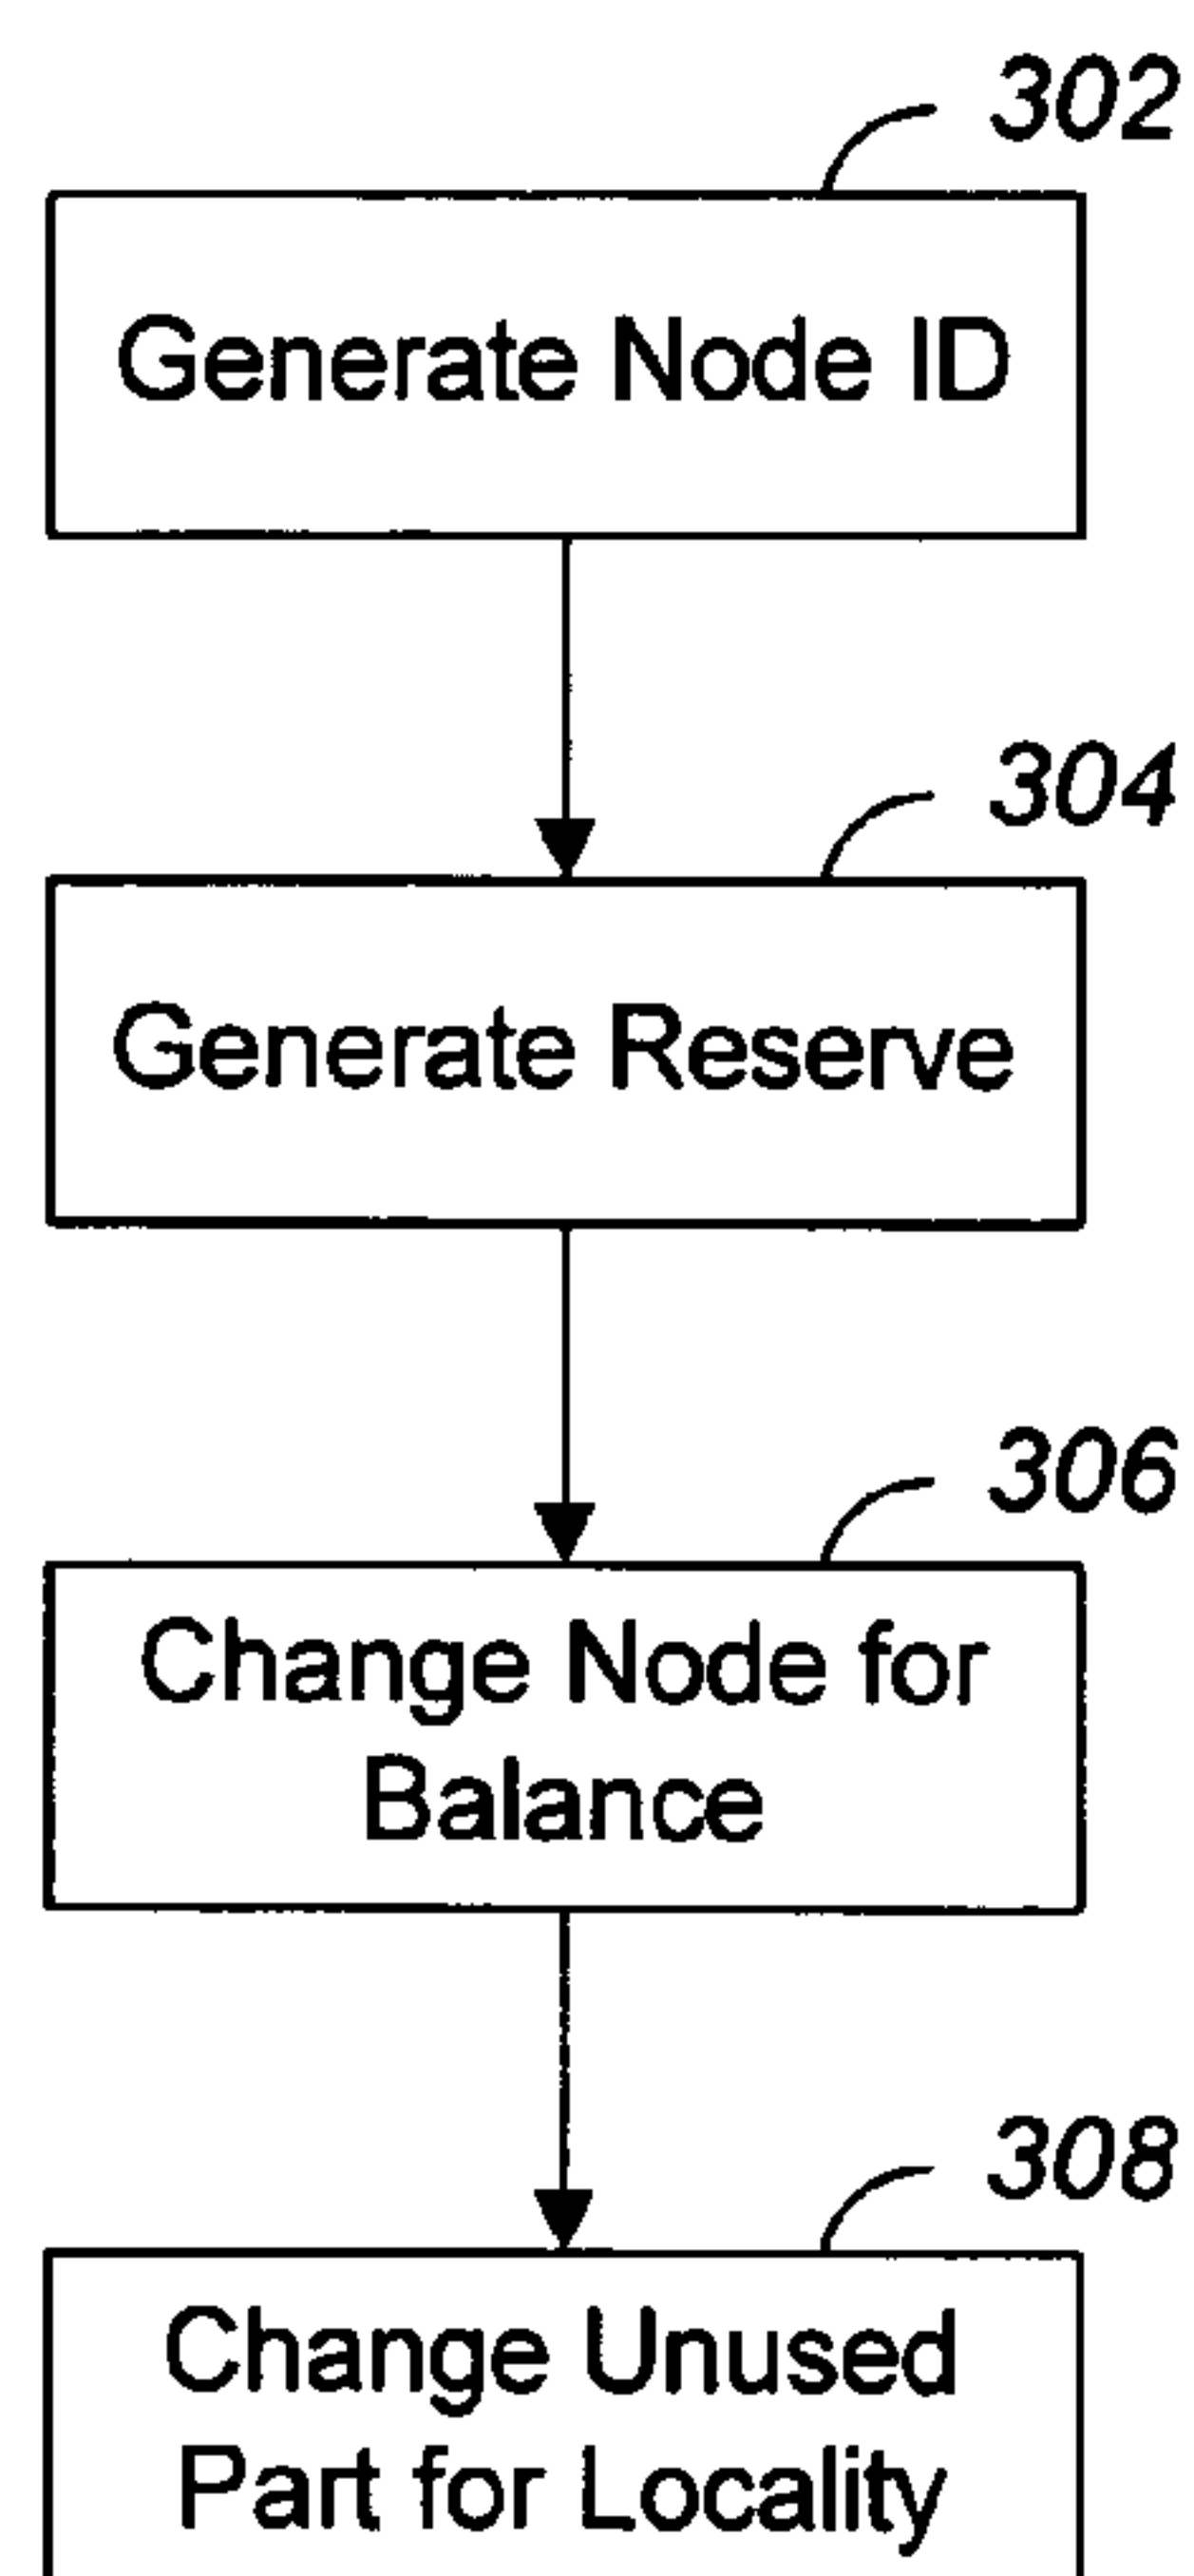 302
Generate Node ID
304
Generate Reserve
306
Change Node for
Balance
308
Change Unused
Part for Locality